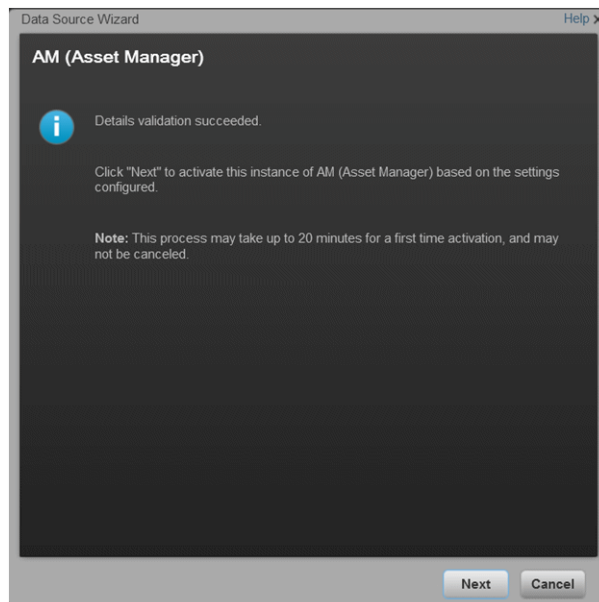 Data Source Wizard Help x
AM (Asset Manager)
i
Details validation succeeded.
Click "Next" to activate this instance of AM (Asset Manager) based on the settings
configured.
Note: This process may take up to 20 minutes for a first time activation, and may
not be canceled.
Next Cancel